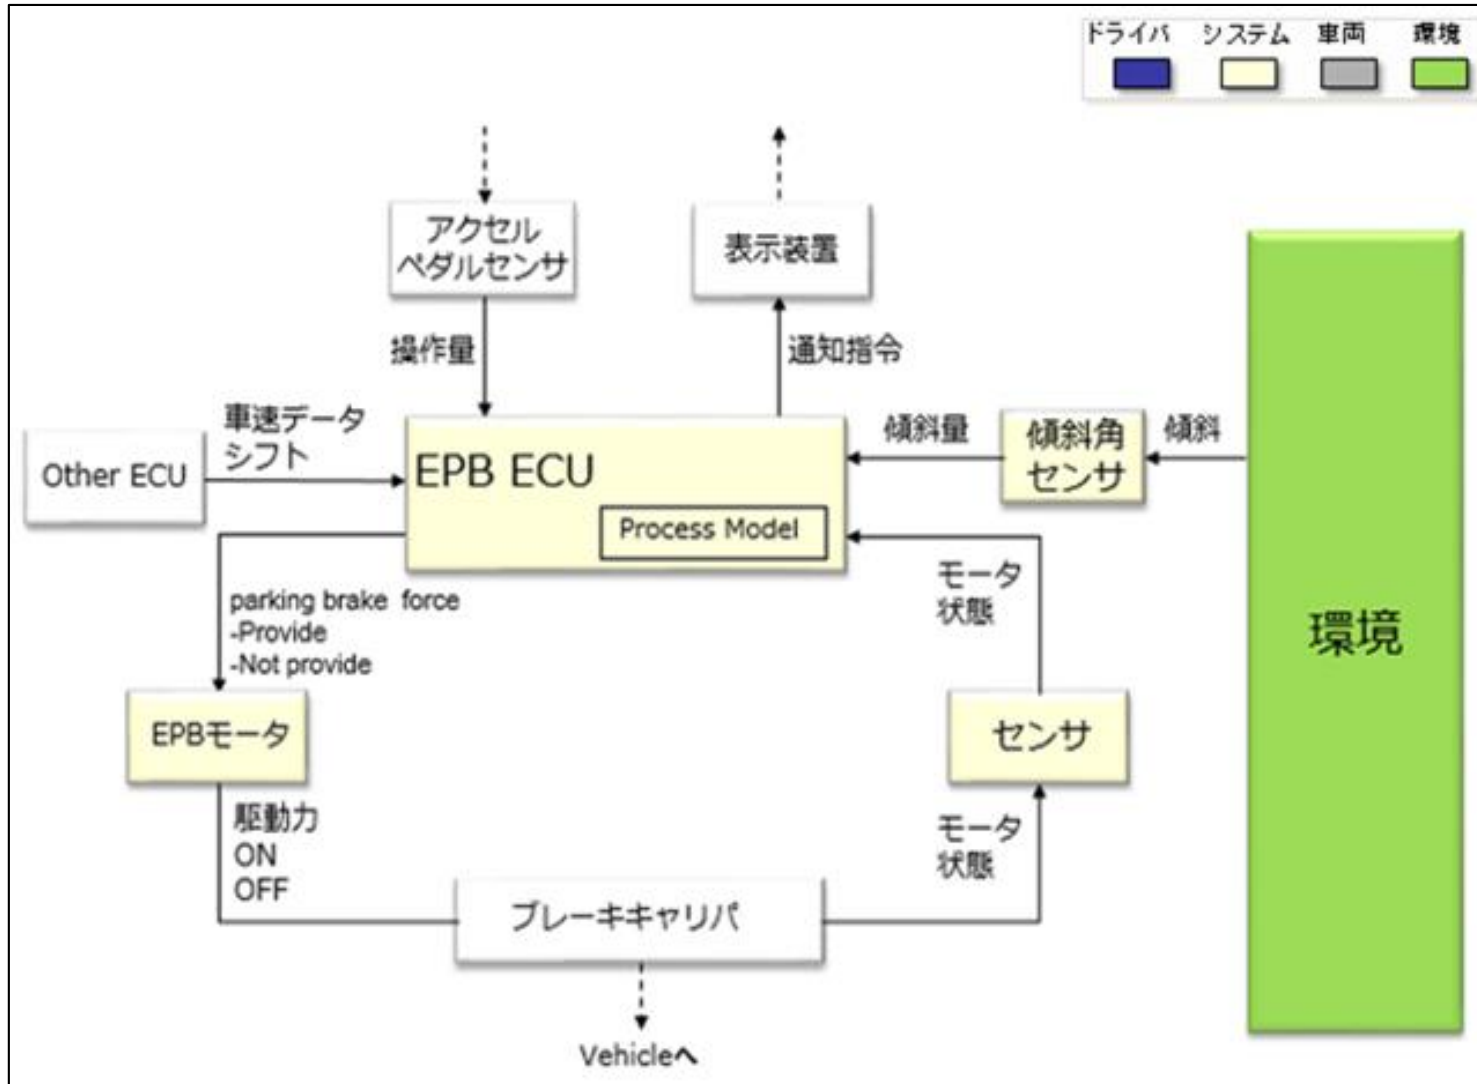 ドライバ システム 車両 環境
アクセル
ペダルセンサ
表示装置
操作量
通知指令
車速データ
シフト
Other ECU
EPB ECU
Process Model
傾斜量
傾斜角
センサ
傾斜
環境
parking brake force
-Provide
-Not provide
モータ
状態
EPBモータ
センサ
駆動力
ON
OFF
モータ
状態
ブレーキキャリパ
Vehicleへ